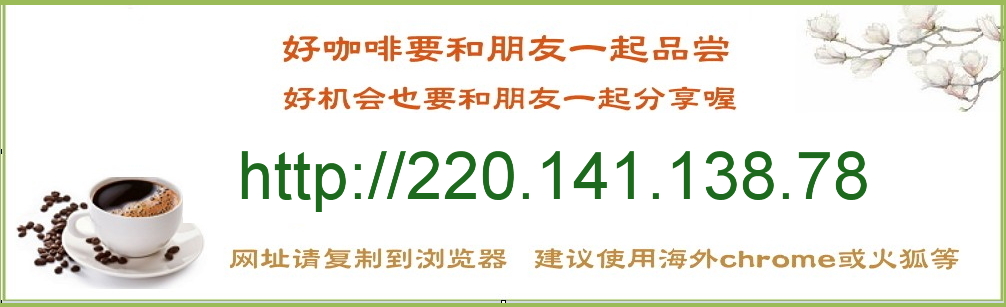 好咖啡要和朋友一起品尝
好机会也要和朋友一起分享喔
http://220.141.138.78
网址请复制到浏览器 建议使用海外chrome或火狐等